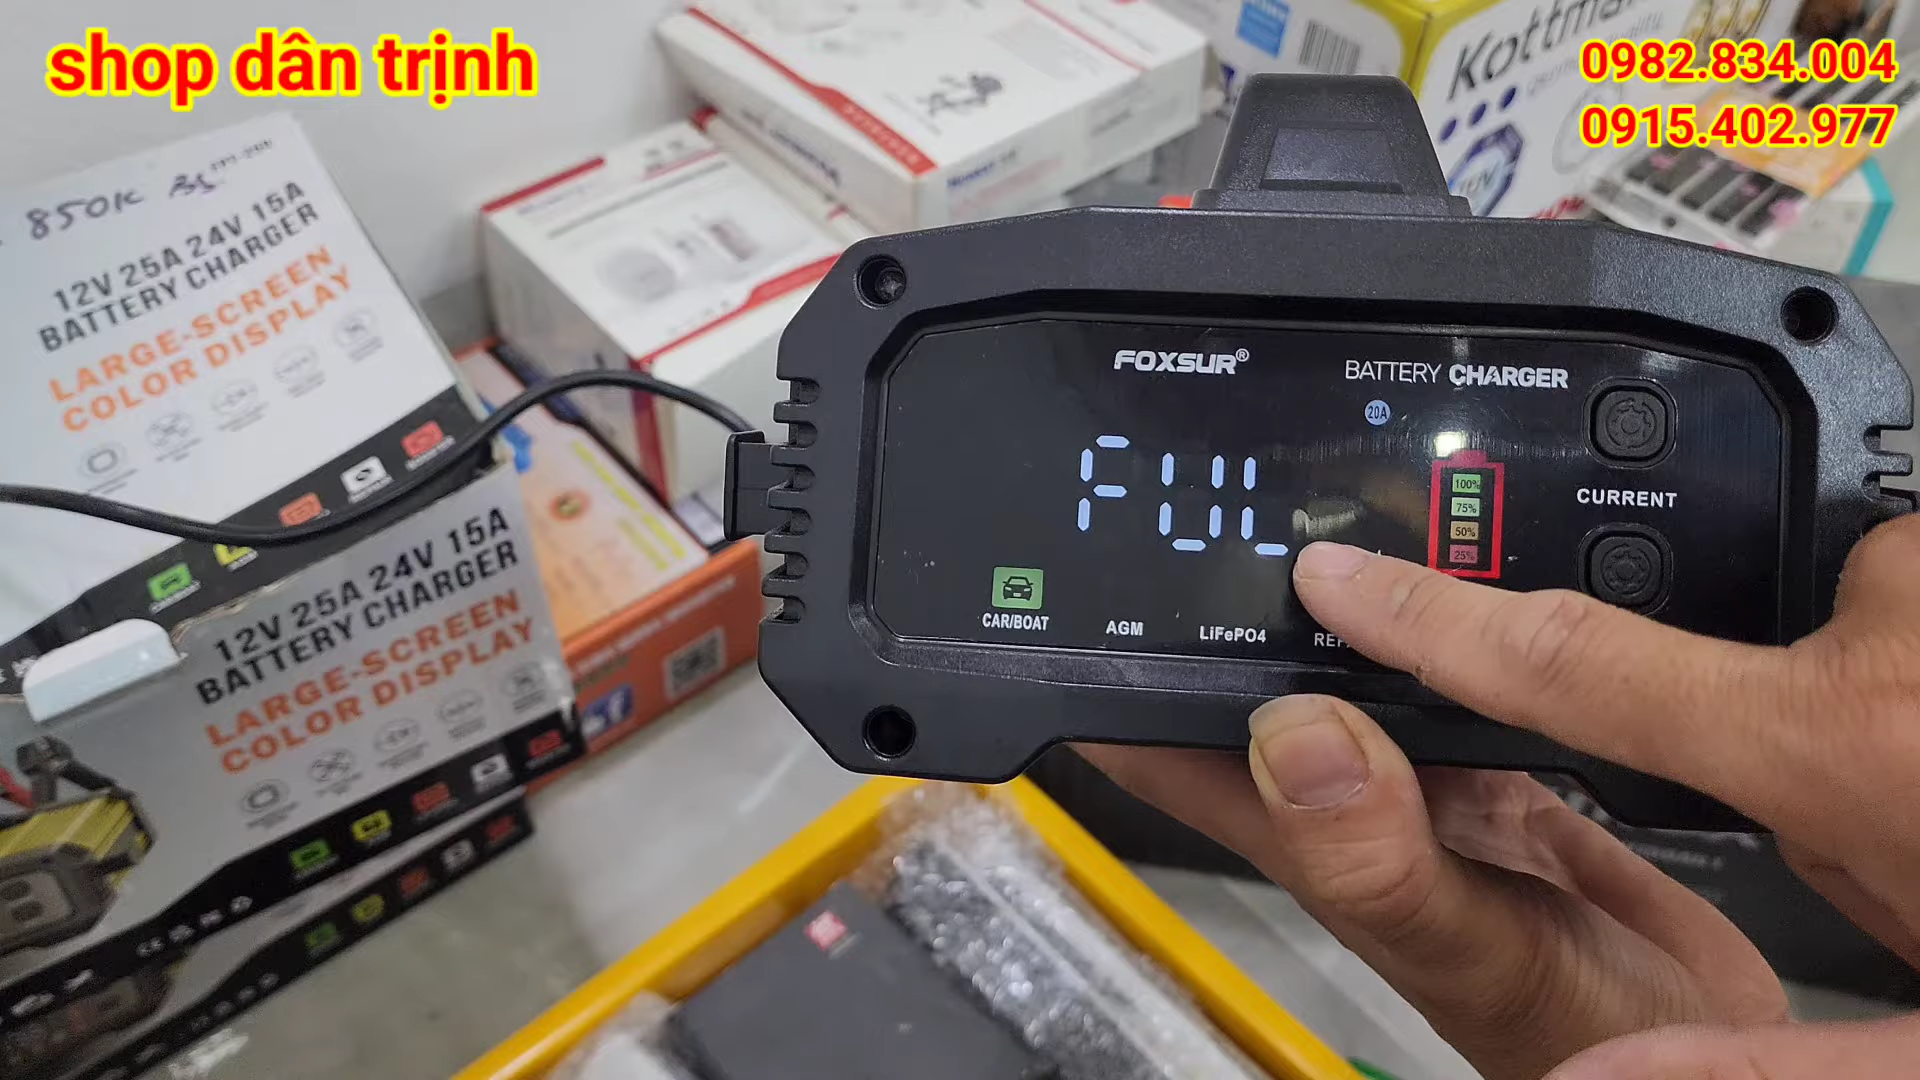 shop dân trịnh
0982.834.004
0915.402.977
850K
12V 25A 24V 15A
BATTERY CHARGER
LARGE-SCREEN
COLOR DISPLAY
12V 25A 24V 15A
BATTERY CHARGER
LARGE-SCREEN
COLOR DISPLAY
FOXSUR®
BATTERY CHARGER
20A
FUL
100%
75%
50%
25%
CURRENT
CAR/BOAT
AGM
LiFePO4